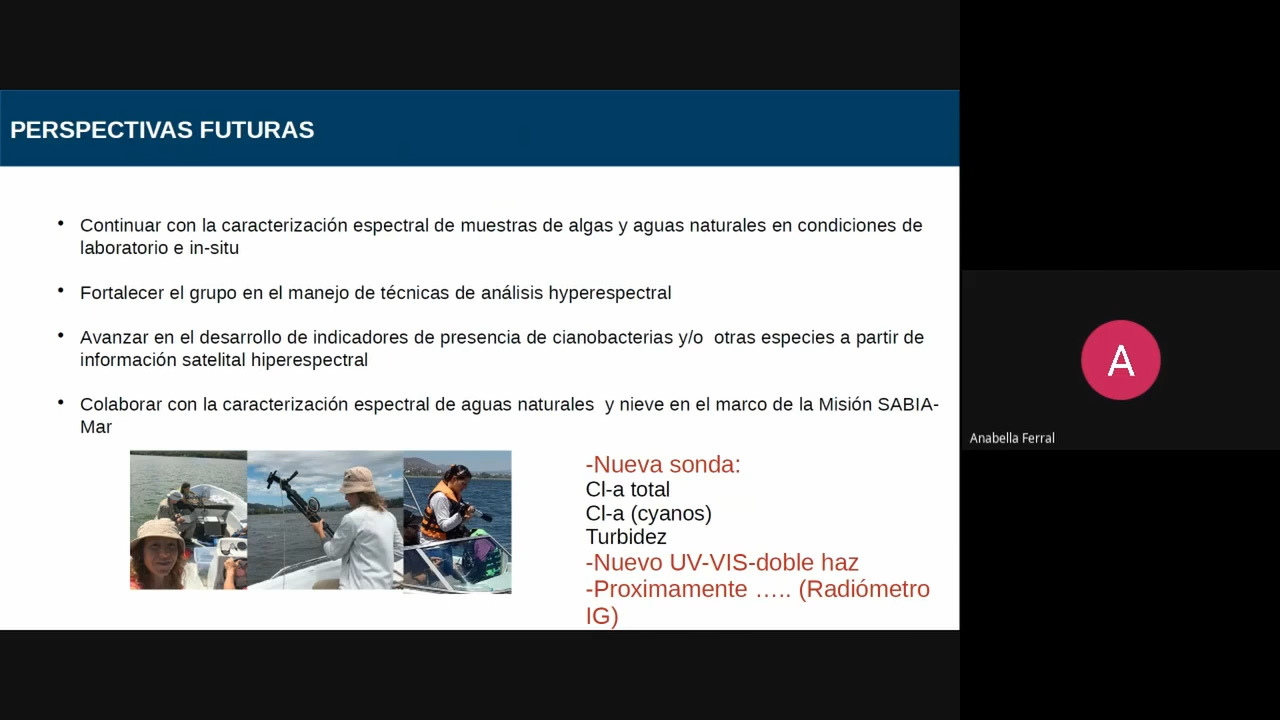 PERSPECTIVAS FUTURAS
• Continuar con la caracterización espectral de muestras de algas y aguas naturales en condiciones de
laboratorio e in-situ
• Fortalecer el grupo en el manejo de técnicas de análisis hyperespectral
• Avanzar en el desarrollo de indicadores de presencia de cianobacterias y/o  otras especies a partir de
información satelital hiperespectral
• Colaborar con la caracterización espectral de aguas naturales  y nieve en el marco de la Misión SABIA-
Mar
-Nueva sonda:
Cl-a total
Cl-a (cyanos)
Turbidez
-Nuevo UV-VIS-doble haz
-Proximamente ….. (Radiómetro
IG)
A
Anabella Ferral